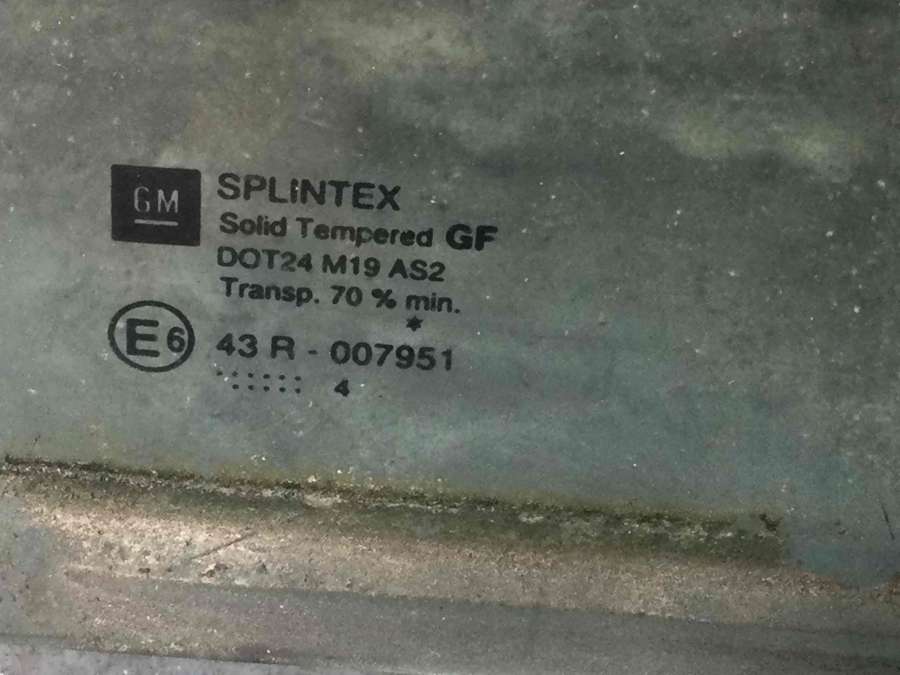 GM
SPLINTEX
Solid Tempered GF
DOT24 M19 AS2
Transp. 70 % min.
*
E6 43 R - 007951
4